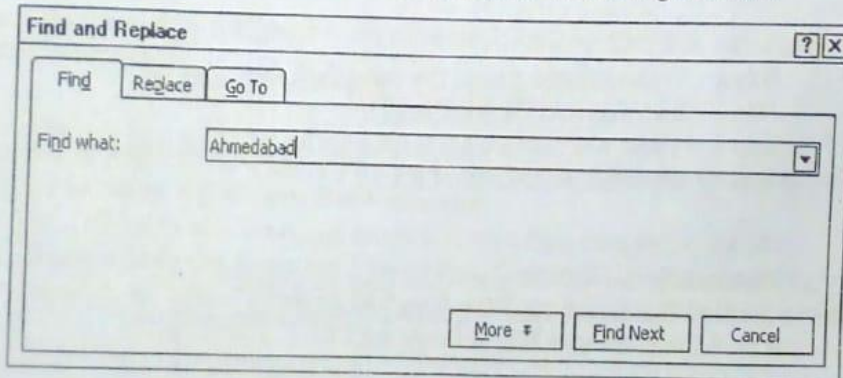 Find and Replace
Find Replace Go To
Find what: Ahmedabad
More Find Next Cancel